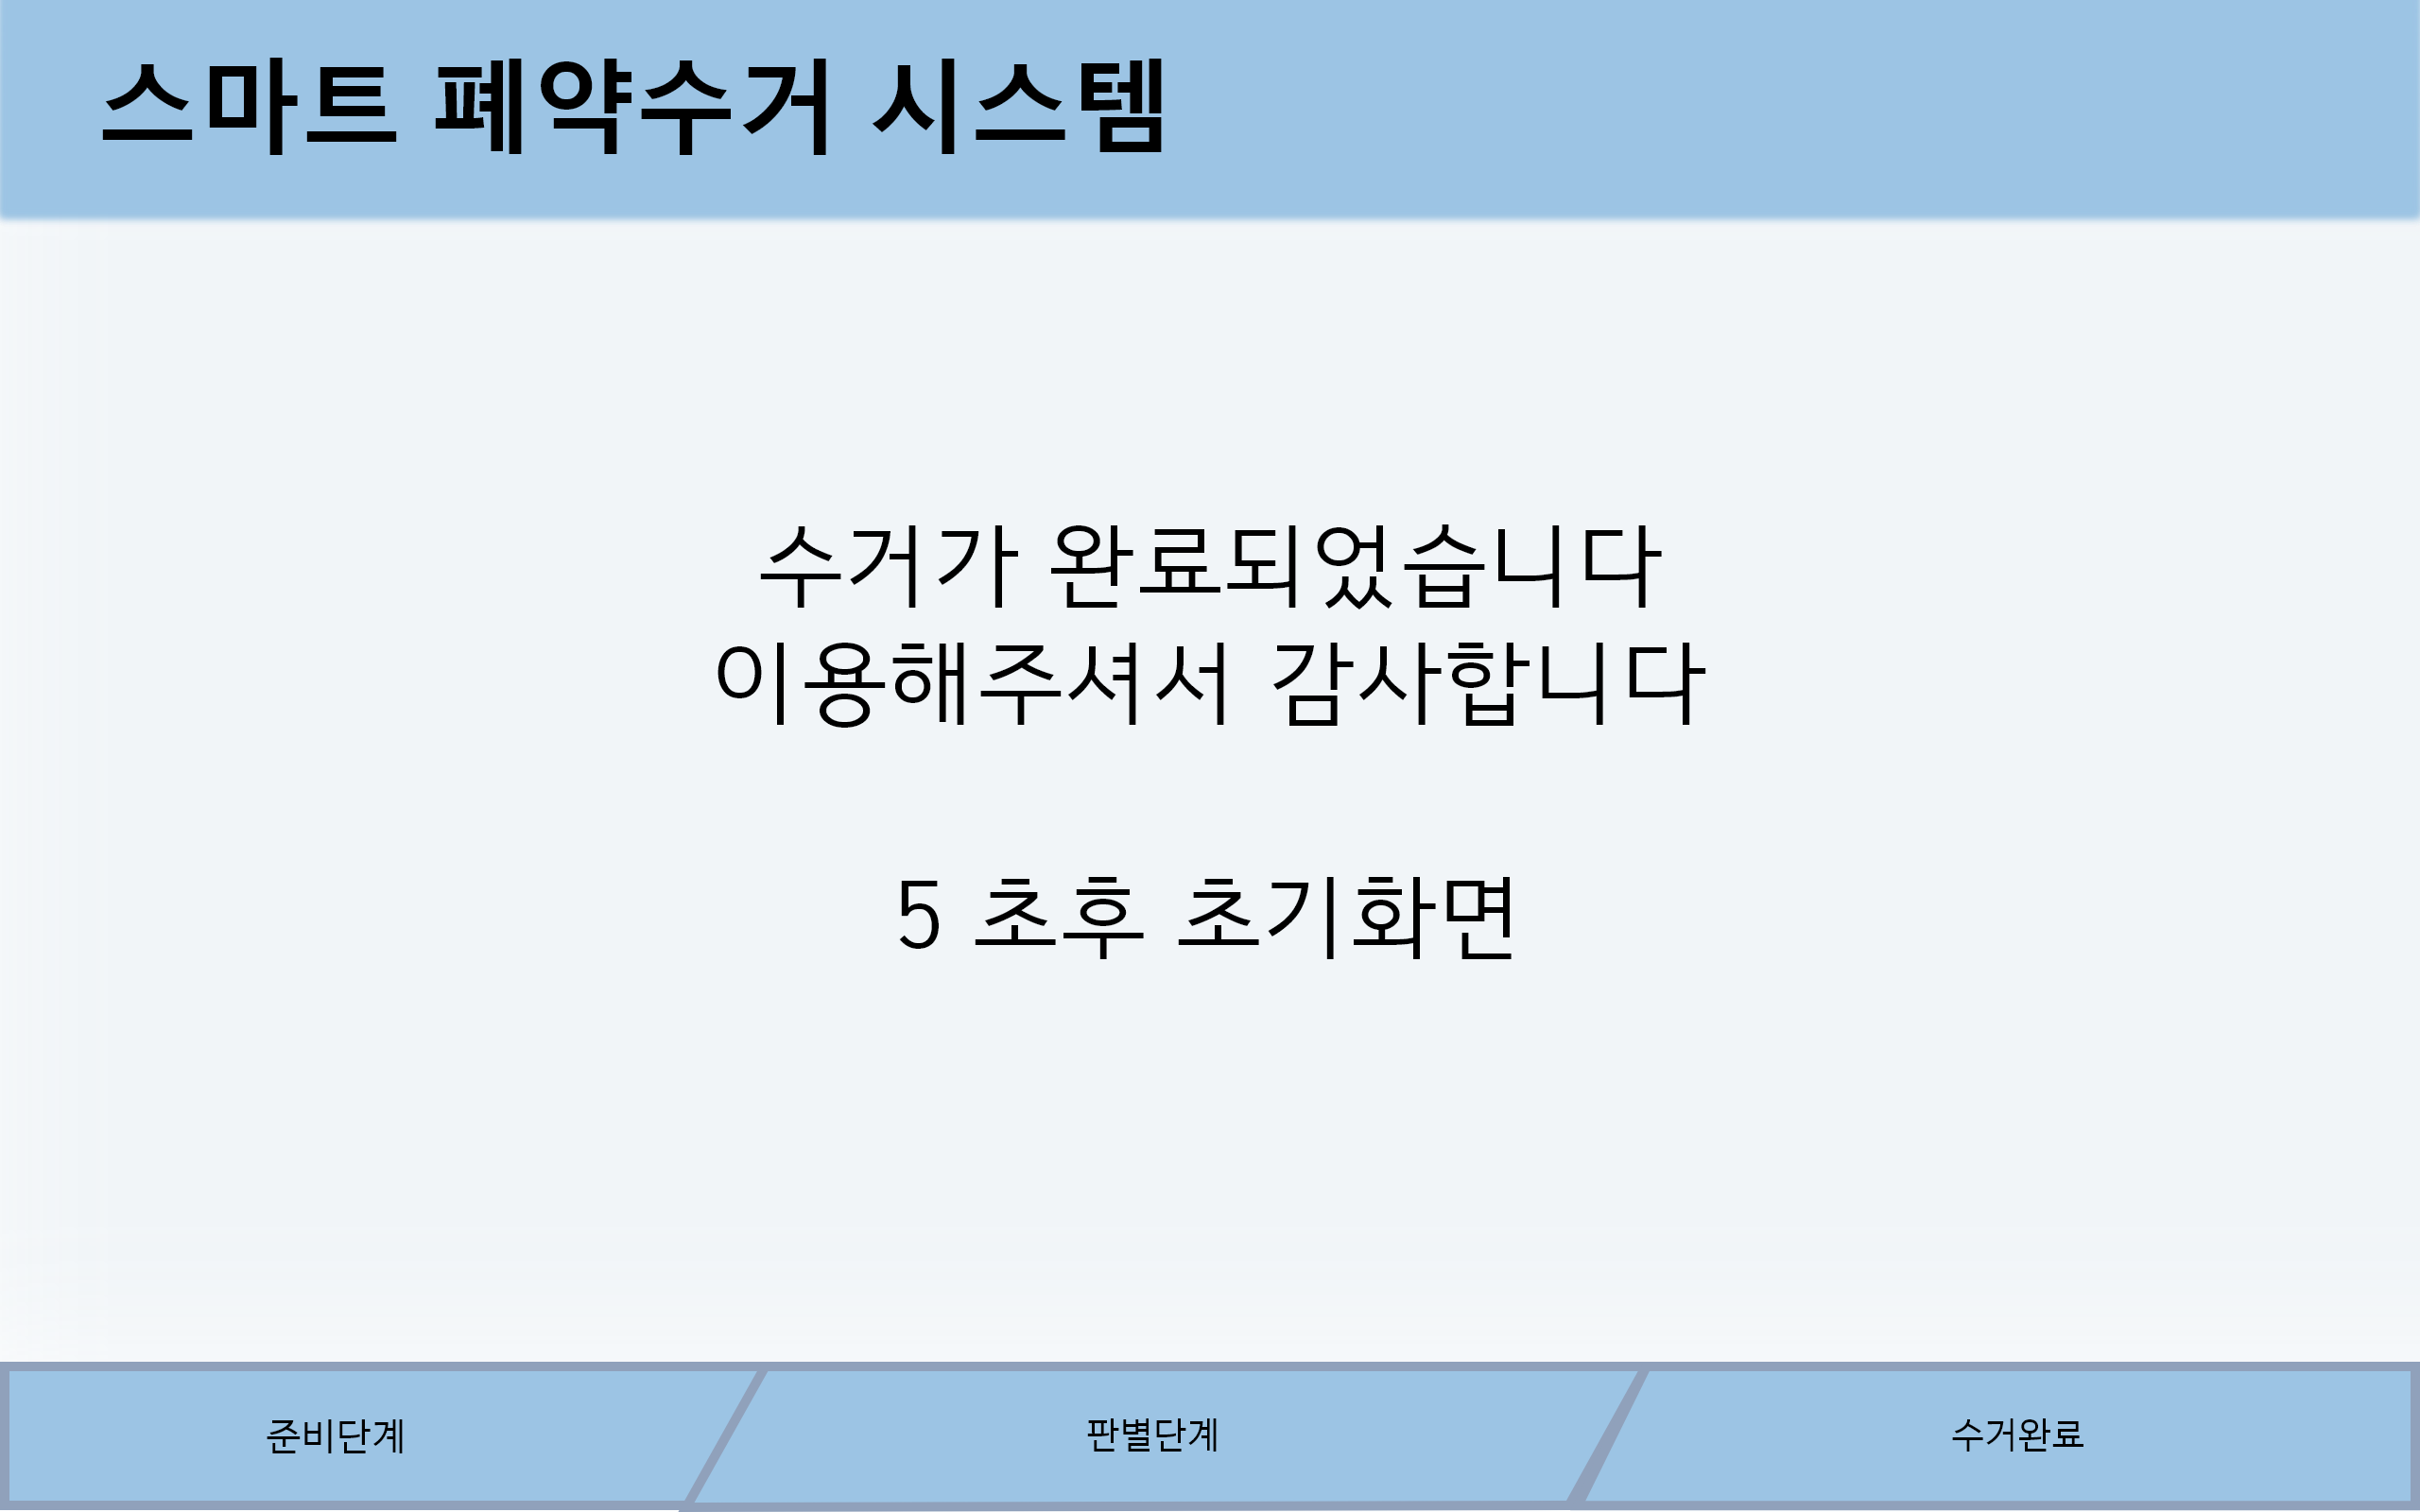 스마트 폐약수거 시스템
수거가 완료되었습니다
이용해주셔서 감사합니다
5 초후 초기화면
준비단계
판별단계
수거완료